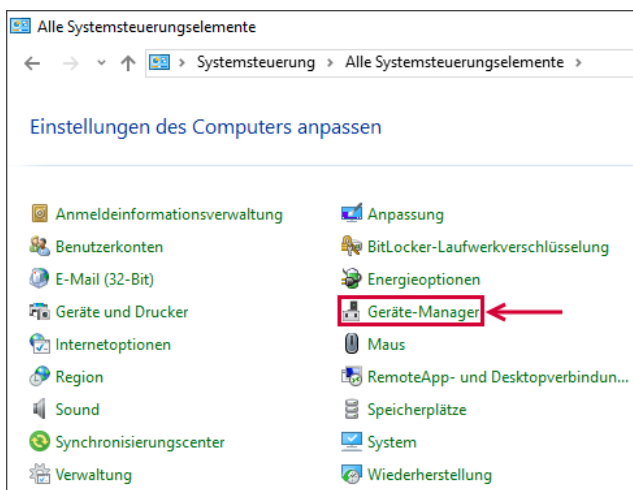 Alle Systemsteuerungselemente
Systemsteuerung > Alle Systemsteuerungselemente >
Einstellungen des Computers anpassen
Anmeldeinformationsverwaltung
Anpassung
Benutzerkonten
BitLocker-Laufwerkverschlüsselung
E-Mail (32-Bit)
Energieoptionen
Geräte und Drucker
Geräte-Manager
Internetoptionen
Maus
Region
RemoteApp- und Desktopverbindun...
Sound
Speicherplätze
Synchronisierungscenter
System
Verwaltung
Wiederherstellung